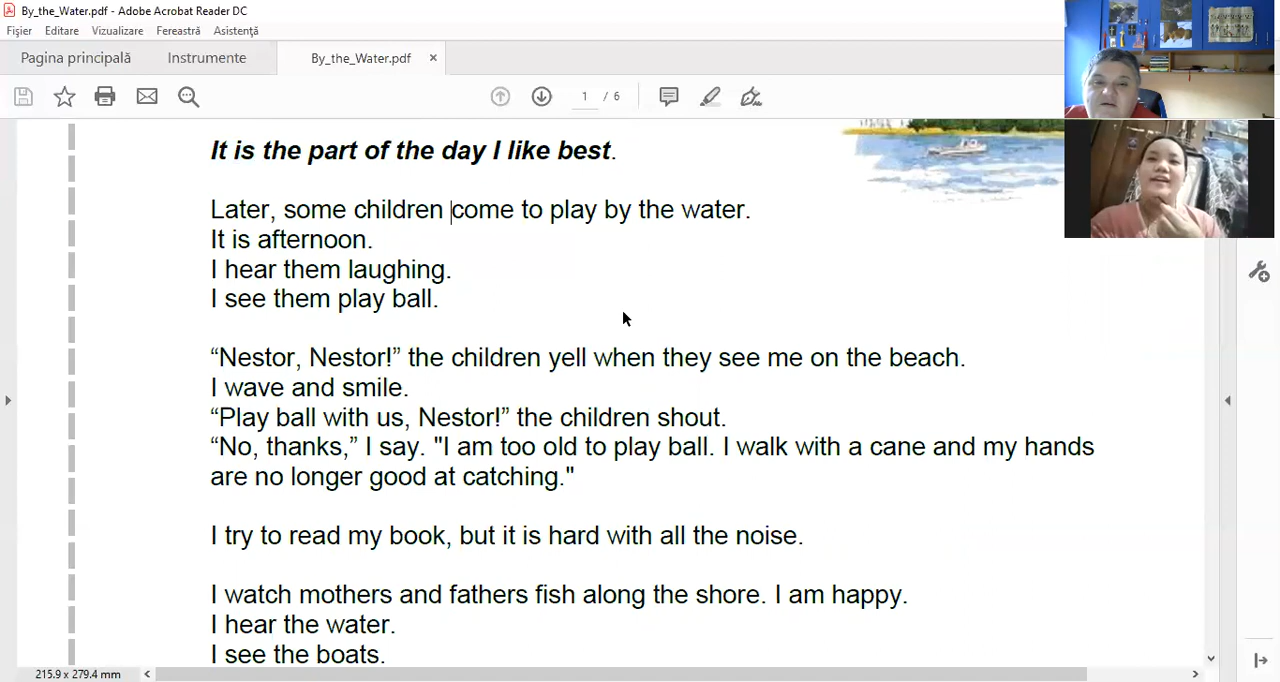 By_the_Water.pdf - Adobe Acrobat Reader DC
Fișier Editare Vizualizare Fereastră Asistență
Pagina principală Instrumente By_the_Water.pdf ×
1 / 6
It is the part of the day I like best.
Later, some children come to play by the water.
It is afternoon.
I hear them laughing.
I see them play ball.
“Nestor, Nestor!” the children yell when they see me on the beach.
I wave and smile.
“Play ball with us, Nestor!” the children shout.
“No, thanks,” I say. "I am too old to play ball. I walk with a cane and my hands
are no longer good at catching."
I try to read my book, but it is hard with all the noise.
I watch mothers and fathers fish along the shore. I am happy.
I hear the water.
I see the boats.
215.9 x 279.4 mm